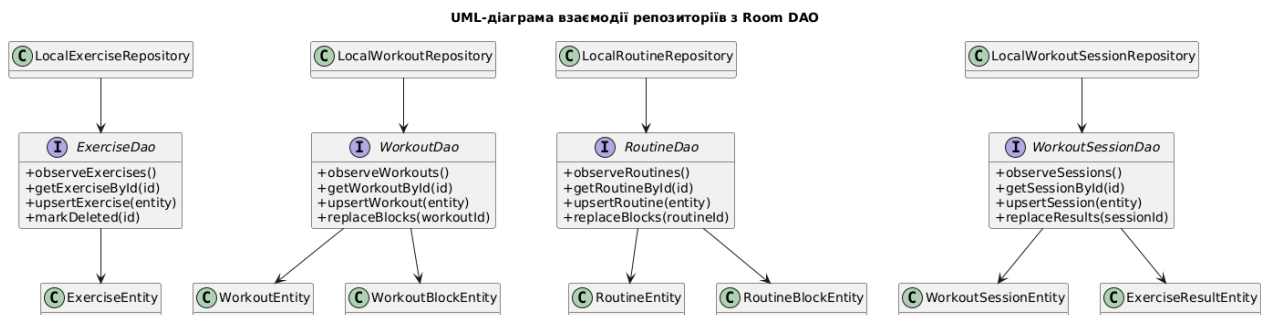 UML-діаграма взаємодії репозиторіїв з Room DAO
C LocalExerciseRepository
C LocalWorkoutRepository
C LocalRoutineRepository
C LocalWorkoutSessionRepository
I ExerciseDao
+observeExercises()
+getExerciseById(id)
+upsertExercise(entity)
+markDeleted(id)
I WorkoutDao
+observeWorkouts()
+getWorkoutById(id)
+upsertWorkout(entity)
+replaceBlocks(workoutId)
I RoutineDao
+observeRoutines()
+getRoutineById(id)
+upsertRoutine(entity)
+replaceBlocks(routineId)
I WorkoutSessionDao
+observeSessions()
+getSessionById(id)
+upsertSession(entity)
+replaceResults(sessionId)
C ExerciseEntity
C WorkoutEntity
C WorkoutBlockEntity
C RoutineEntity
C RoutineBlockEntity
C WorkoutSessionEntity
C ExerciseResultEntity